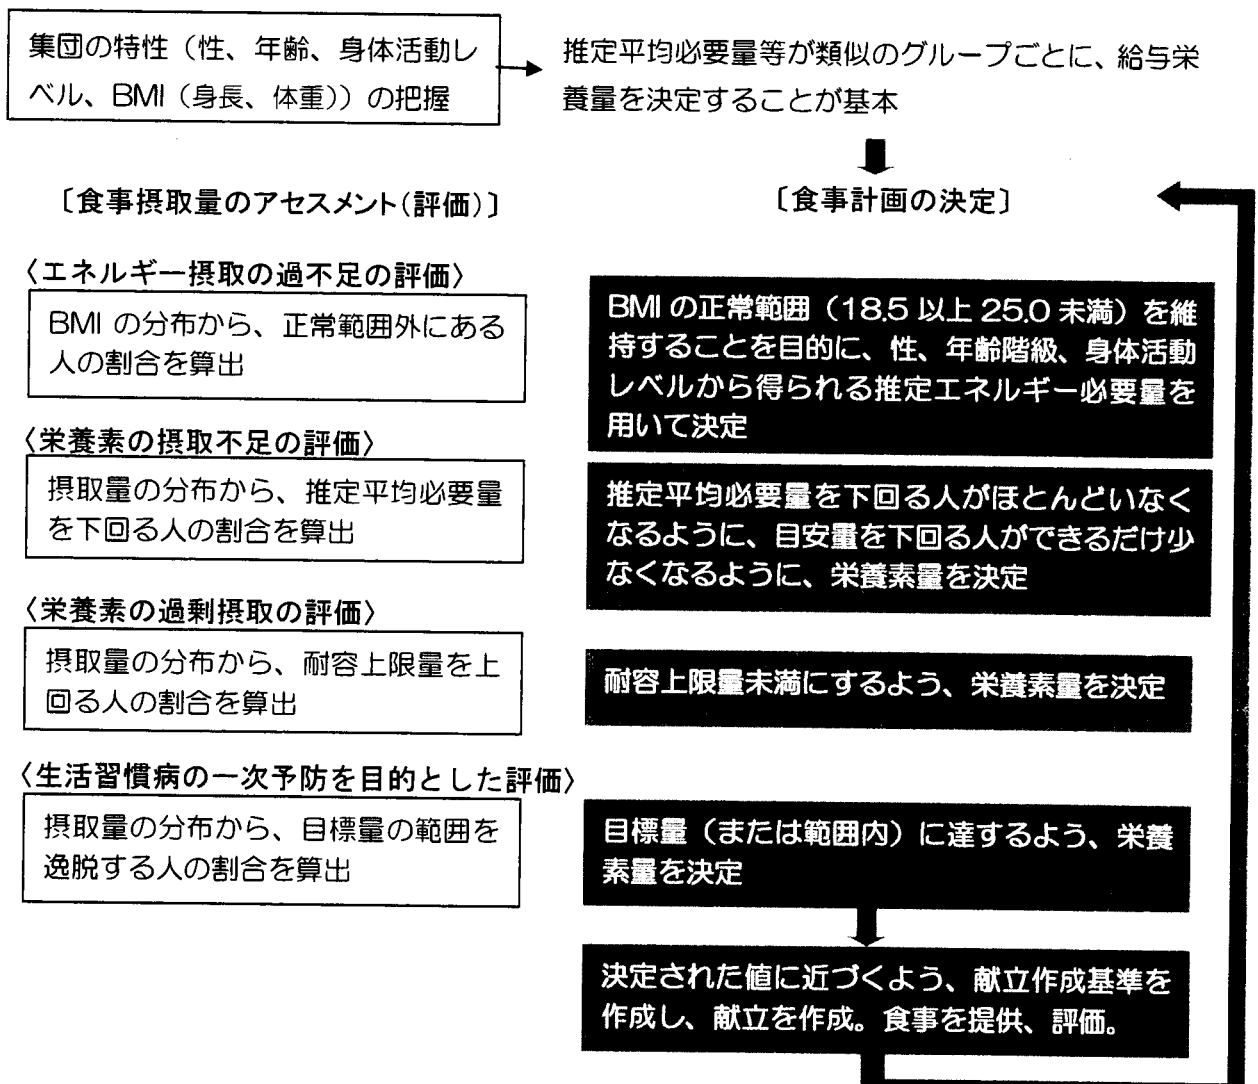 集団の特性（性、年齢、身体活動レ
ベル、BMI（身長、体重））の把握
推定平均必要量等が類似のグループごとに、給与栄
養量を決定することが基本
〔食事摂取量のアセスメント（評価）〕
〔食事計画の決定〕
〈エネルギー摂取の過不足の評価〉
BMI の分布から、正常範囲外にある
人の割合を算出
BMI の正常範囲（18.5 以上 25.0 未満）を維
持することを目的に、性、年齢階級、身体活動
レベルから得られる推定エネルギー必要量を
用いて決定
〈栄養素の摂取不足の評価〉
摂取量の分布から、推定平均必要量
を下回る人の割合を算出
推定平均必要量を下回る人がほとんどいなく
なるように、目安量を下回る人ができるだけ少
なくなるように、栄養素量を決定
〈栄養素の過剰摂取の評価〉
摂取量の分布から、耐容上限量を上
回る人の割合を算出
耐容上限量未満にするよう、栄養素量を決定
〈生活習慣病の一次予防を目的とした評価〉
摂取量の分布から、目標量の範囲を
逸脱する人の割合を算出
目標量（または範囲内）に達するよう、栄養
素量を決定
決定された値に近づくよう、献立作成基準を
作成し、献立を作成。食事を提供、評価。